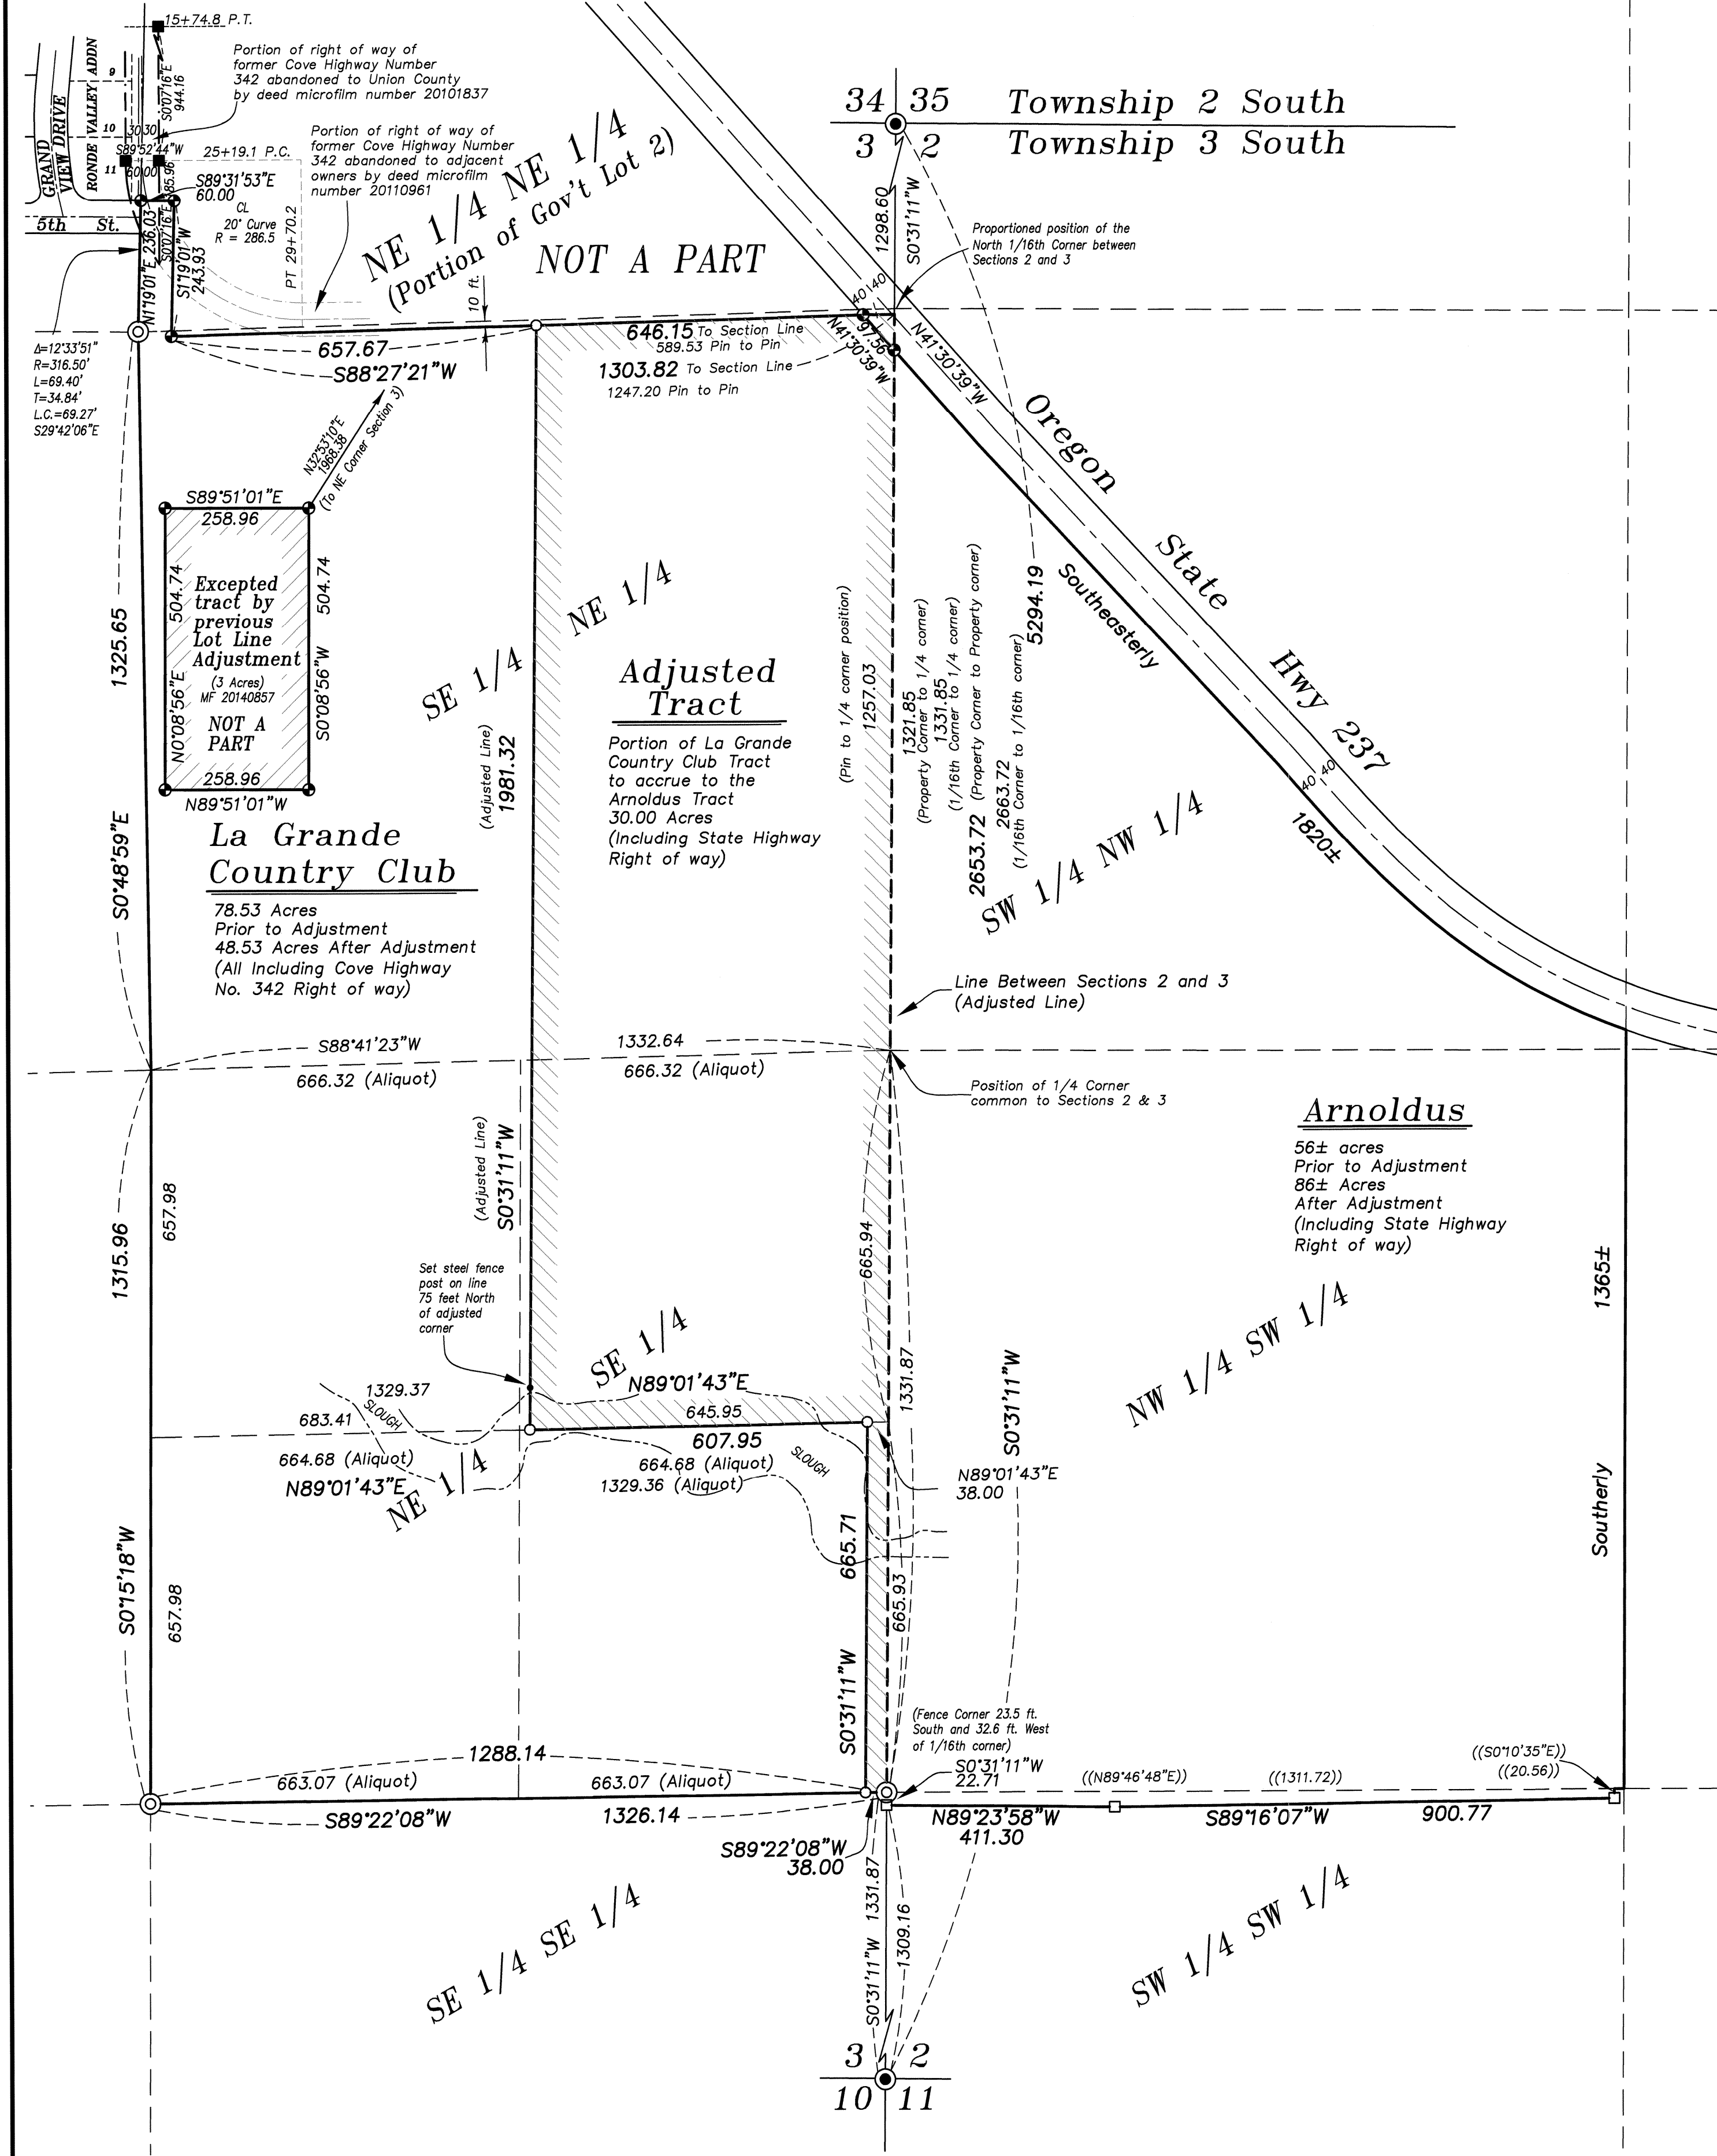 15+74.8 P.T.
Portion of right of way of
former Cove Highway Number
342 abandoned to Union County
by deed microfilm number 20101837
Portion of right of way of
former Cove Highway Number
342 abandoned to adjacent
owners by deed microfilm
number 20110961
GRAND
VIEW DRIVE
RONDE VALLEY ADDN
9
10
11
30 30
S0°07'16"E
944.16
S89°52'44"W
60.00
25+19.1 P.C.
S89°31'53"E
60.00
CL
20° Curve
R = 286.5
PT 29+70.2
5th St.
N1°19'01"E 236.03
S0°07'16"E 185.96
S1°19'01"W
243.93
Δ=12°33'51"
R=316.50'
L=69.40'
T=34.84'
L.C.=69.27'
S29°42'06"E
NE 1/4 NE 1/4
(Portion of Gov't Lot 2)
NOT A PART
10 ft.
34 35
3 2
Township 2 South
Township 3 South
1298.60
S0°31'11"W
Proportioned position of the
North 1/16th Corner between
Sections 2 and 3
40 40
97.56
N41°30'39"W
N41°30'39"W
657.67
S88°27'21"W
646.15 To Section Line
589.53 Pin to Pin
1303.82 To Section Line
1247.20 Pin to Pin
N32°53'10"E
1968.38
(To NE Corner Section 3)
Oregon State Hwy 237
40 40
Southeasterly
1820±
S89°51'01"E
258.96
504.74
N0°08'56"E
504.74
S0°08'56"W
Excepted
tract by
previous
Lot Line
Adjustment
(3 Acres)
MF 20140857
NOT A
PART
258.96
N89°51'01"W
1325.65
S0°48'59"E
SE 1/4 NE 1/4
Adjusted
Tract
Portion of La Grande
Country Club Tract
to accrue to the
Arnoldus Tract
30.00 Acres
(Including State Highway
Right of way)
(Adjusted Line)
1981.32
(Pin to 1/4 corner position)
1257.03
1321.85
(Property Corner to 1/4 corner)
1331.85
(1/16th Corner to 1/4 corner)
2653.72 (Property Corner to Property corner)
2663.72
(1/16th Corner to 1/16th corner)
5294.19
SW 1/4 NW 1/4
La Grande
Country Club
78.53 Acres
Prior to Adjustment
48.53 Acres After Adjustment
(All Including Cove Highway
No. 342 Right of way)
Line Between Sections 2 and 3
(Adjusted Line)
S88°41'23"W
666.32 (Aliquot)
1332.64
666.32 (Aliquot)
Position of 1/4 Corner
common to Sections 2 & 3
Arnoldus
56± acres
Prior to Adjustment
86± Acres
After Adjustment
(Including State Highway
Right of way)
1315.96
657.98
(Adjusted Line)
S0°31'11"W
665.94
1331.87
S0°31'11"W
1365±
Southerly
Set steel fence
post on line
75 feet North
of adjusted
corner
NE 1/4 SE 1/4
NW 1/4 SW 1/4
1329.37
SLOUGH
683.41
664.68 (Aliquot)
N89°01'43"E
N89°01'43"E
645.95
607.95
664.68 (Aliquot)
1329.36 (Aliquot)
SLOUGH
N89°01'43"E
38.00
S0°15'18"W
657.98
665.71
S0°31'11"W
665.93
(Fence Corner 23.5 ft.
South and 32.6 ft. West
of 1/16th corner)
S0°31'11"W
22.71
((N89°46'48"E))
((1311.72))
((S0°10'35"E))
((20.56))
1288.14
663.07 (Aliquot)
663.07 (Aliquot)
S89°22'08"W
1326.14
S89°22'08"W
38.00
N89°23'58"W
411.30
S89°16'07"W
900.77
S0°31'11"W 1331.87
1309.16
SE 1/4 SE 1/4
SW 1/4 SW 1/4
3 2
10 11